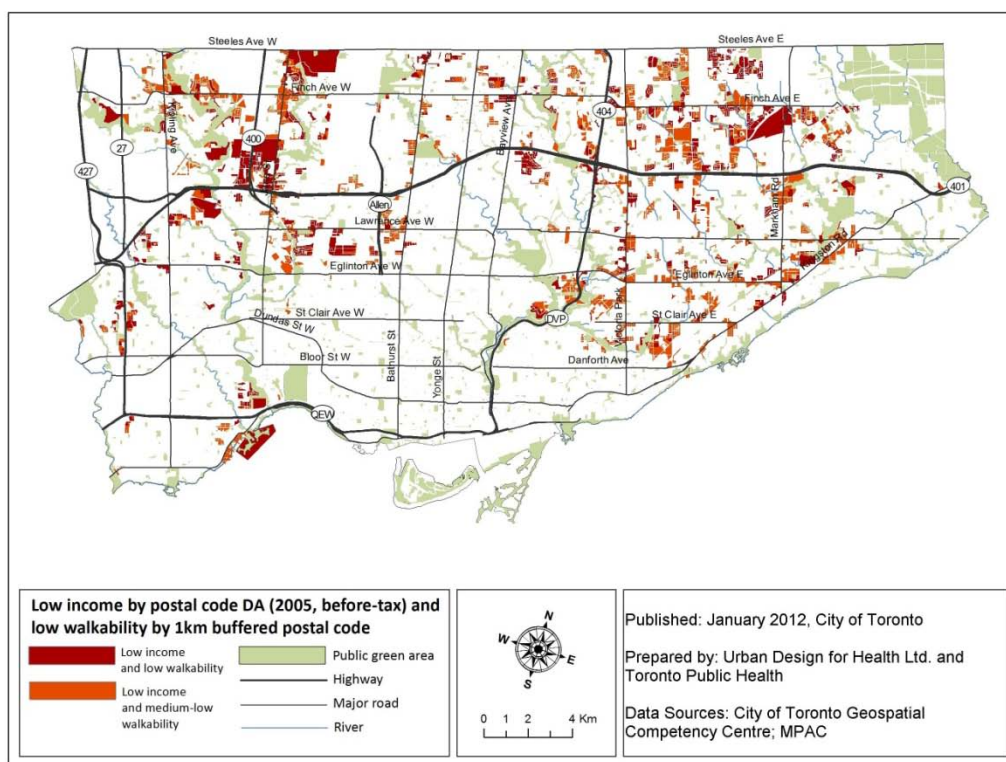 Steeles Ave W
Steeles Ave E
Finch Ave W
Finch Ave E
Kipling Ave
Bayview Ave
404
400
27
427
401
Allen
Markham Rd
Lawrance Ave W
Kingston Rd
Eglinton Ave W
Eglinton Ave E
St Clair Ave W
St Clair Ave E
DVP
Victoria Park
Dundas St W
Bathurst St
Yonge St
Bloor St W
Danforth Ave
QEW
Low income by postal code DA (2005, before-tax) and
low walkability by 1km buffered postal code
Low income
and low walkability
Low income
and medium-low
walkability
Public green area
Highway
Major road
River
N
W
E
S
0 1 2 4 Km
Published: January 2012, City of Toronto
Prepared by: Urban Design for Health Ltd. and
Toronto Public Health
Data Sources: City of Toronto Geospatial
Competency Centre; MPAC